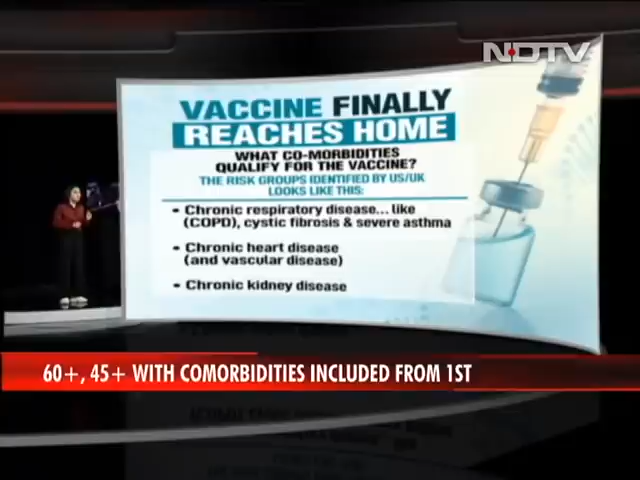 NDTV
VACCINE FINALLY
REACHES HOME
WHAT CO-MORBIDITIES
QUALIFY FOR THE VACCINE?
THE RISK GROUPS IDENTIFIED BY US/UK
LOOKS LIKE THIS:
• Chronic respiratory disease... like
(COPD), cystic fibrosis & severe asthma
• Chronic heart disease
(and vascular disease)
• Chronic kidney disease
60+, 45+ WITH COMORBIDITIES INCLUDED FROM 1ST